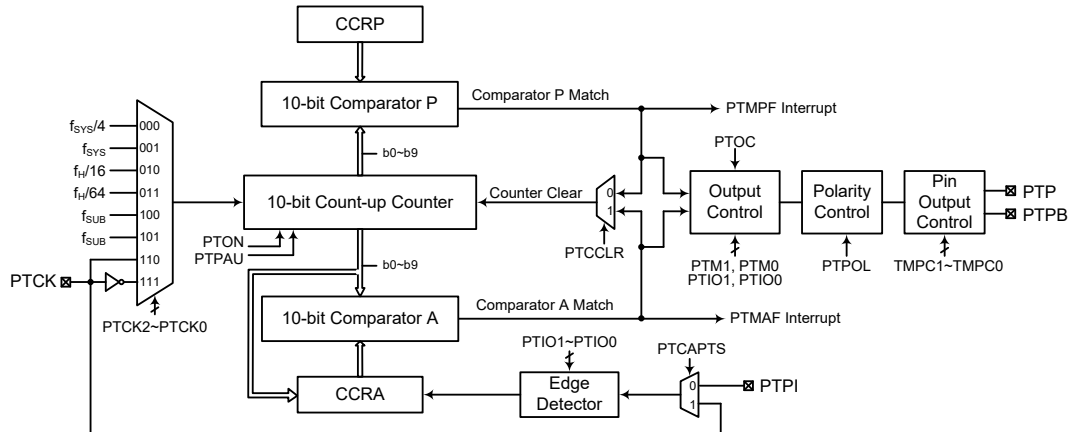 CCRP
10-bit Comparator P
Comparator P Match
PTMPF Interrupt
b0~b9
fSYS/4
000
fSYS
001
fH/16
010
fH/64
011
fSUB
100
fSUB
101
110
111
PTCK
PTCK2~PTCK0
10-bit Count-up Counter
PTON
PTPAU
Counter Clear
0
1
PTCCLR
PTOC
Output
Control
PTM1, PTM0
PTIO1, PTIO0
Polarity
Control
PTPOL
Pin
Output
Control
TMPC1~TMPC0
PTP
PTPB
b0~b9
10-bit Comparator A
Comparator A Match
PTMAF Interrupt
CCRA
PTIO1~PTIO0
Edge
Detector
PTCAPTS
0
1
PTPI